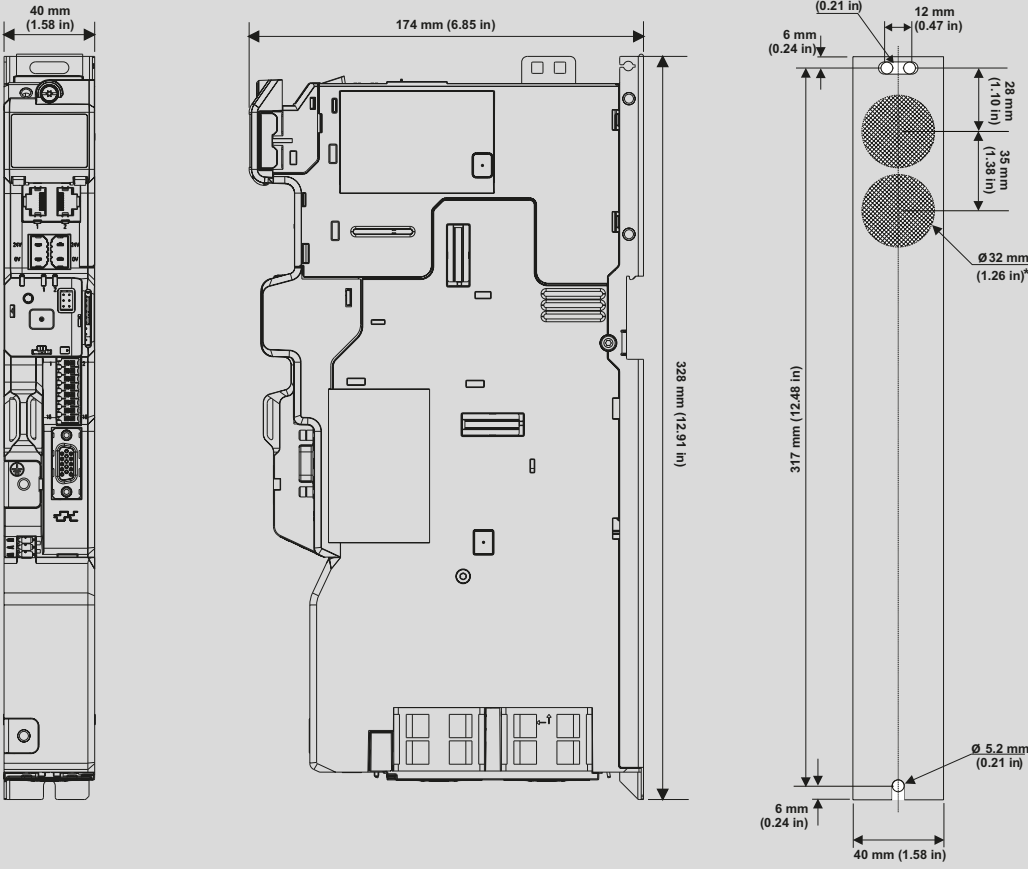 40 mm
(1.58 in)
174 mm (6.85 in)
(0.21 in)
12 mm
(0.47 in)
6 mm
(0.24 in)
28 mm
(1.10 in)
35 mm
(1.38 in)
Ø32 mm
(1.26 in)*
1 2
24V 24V
0V 0V
328 mm (12.91 in)
317 mm (12.48 in)
Ø 5.2 mm
(0.21 in)
6 mm
(0.24 in)
40 mm (1.58 in)